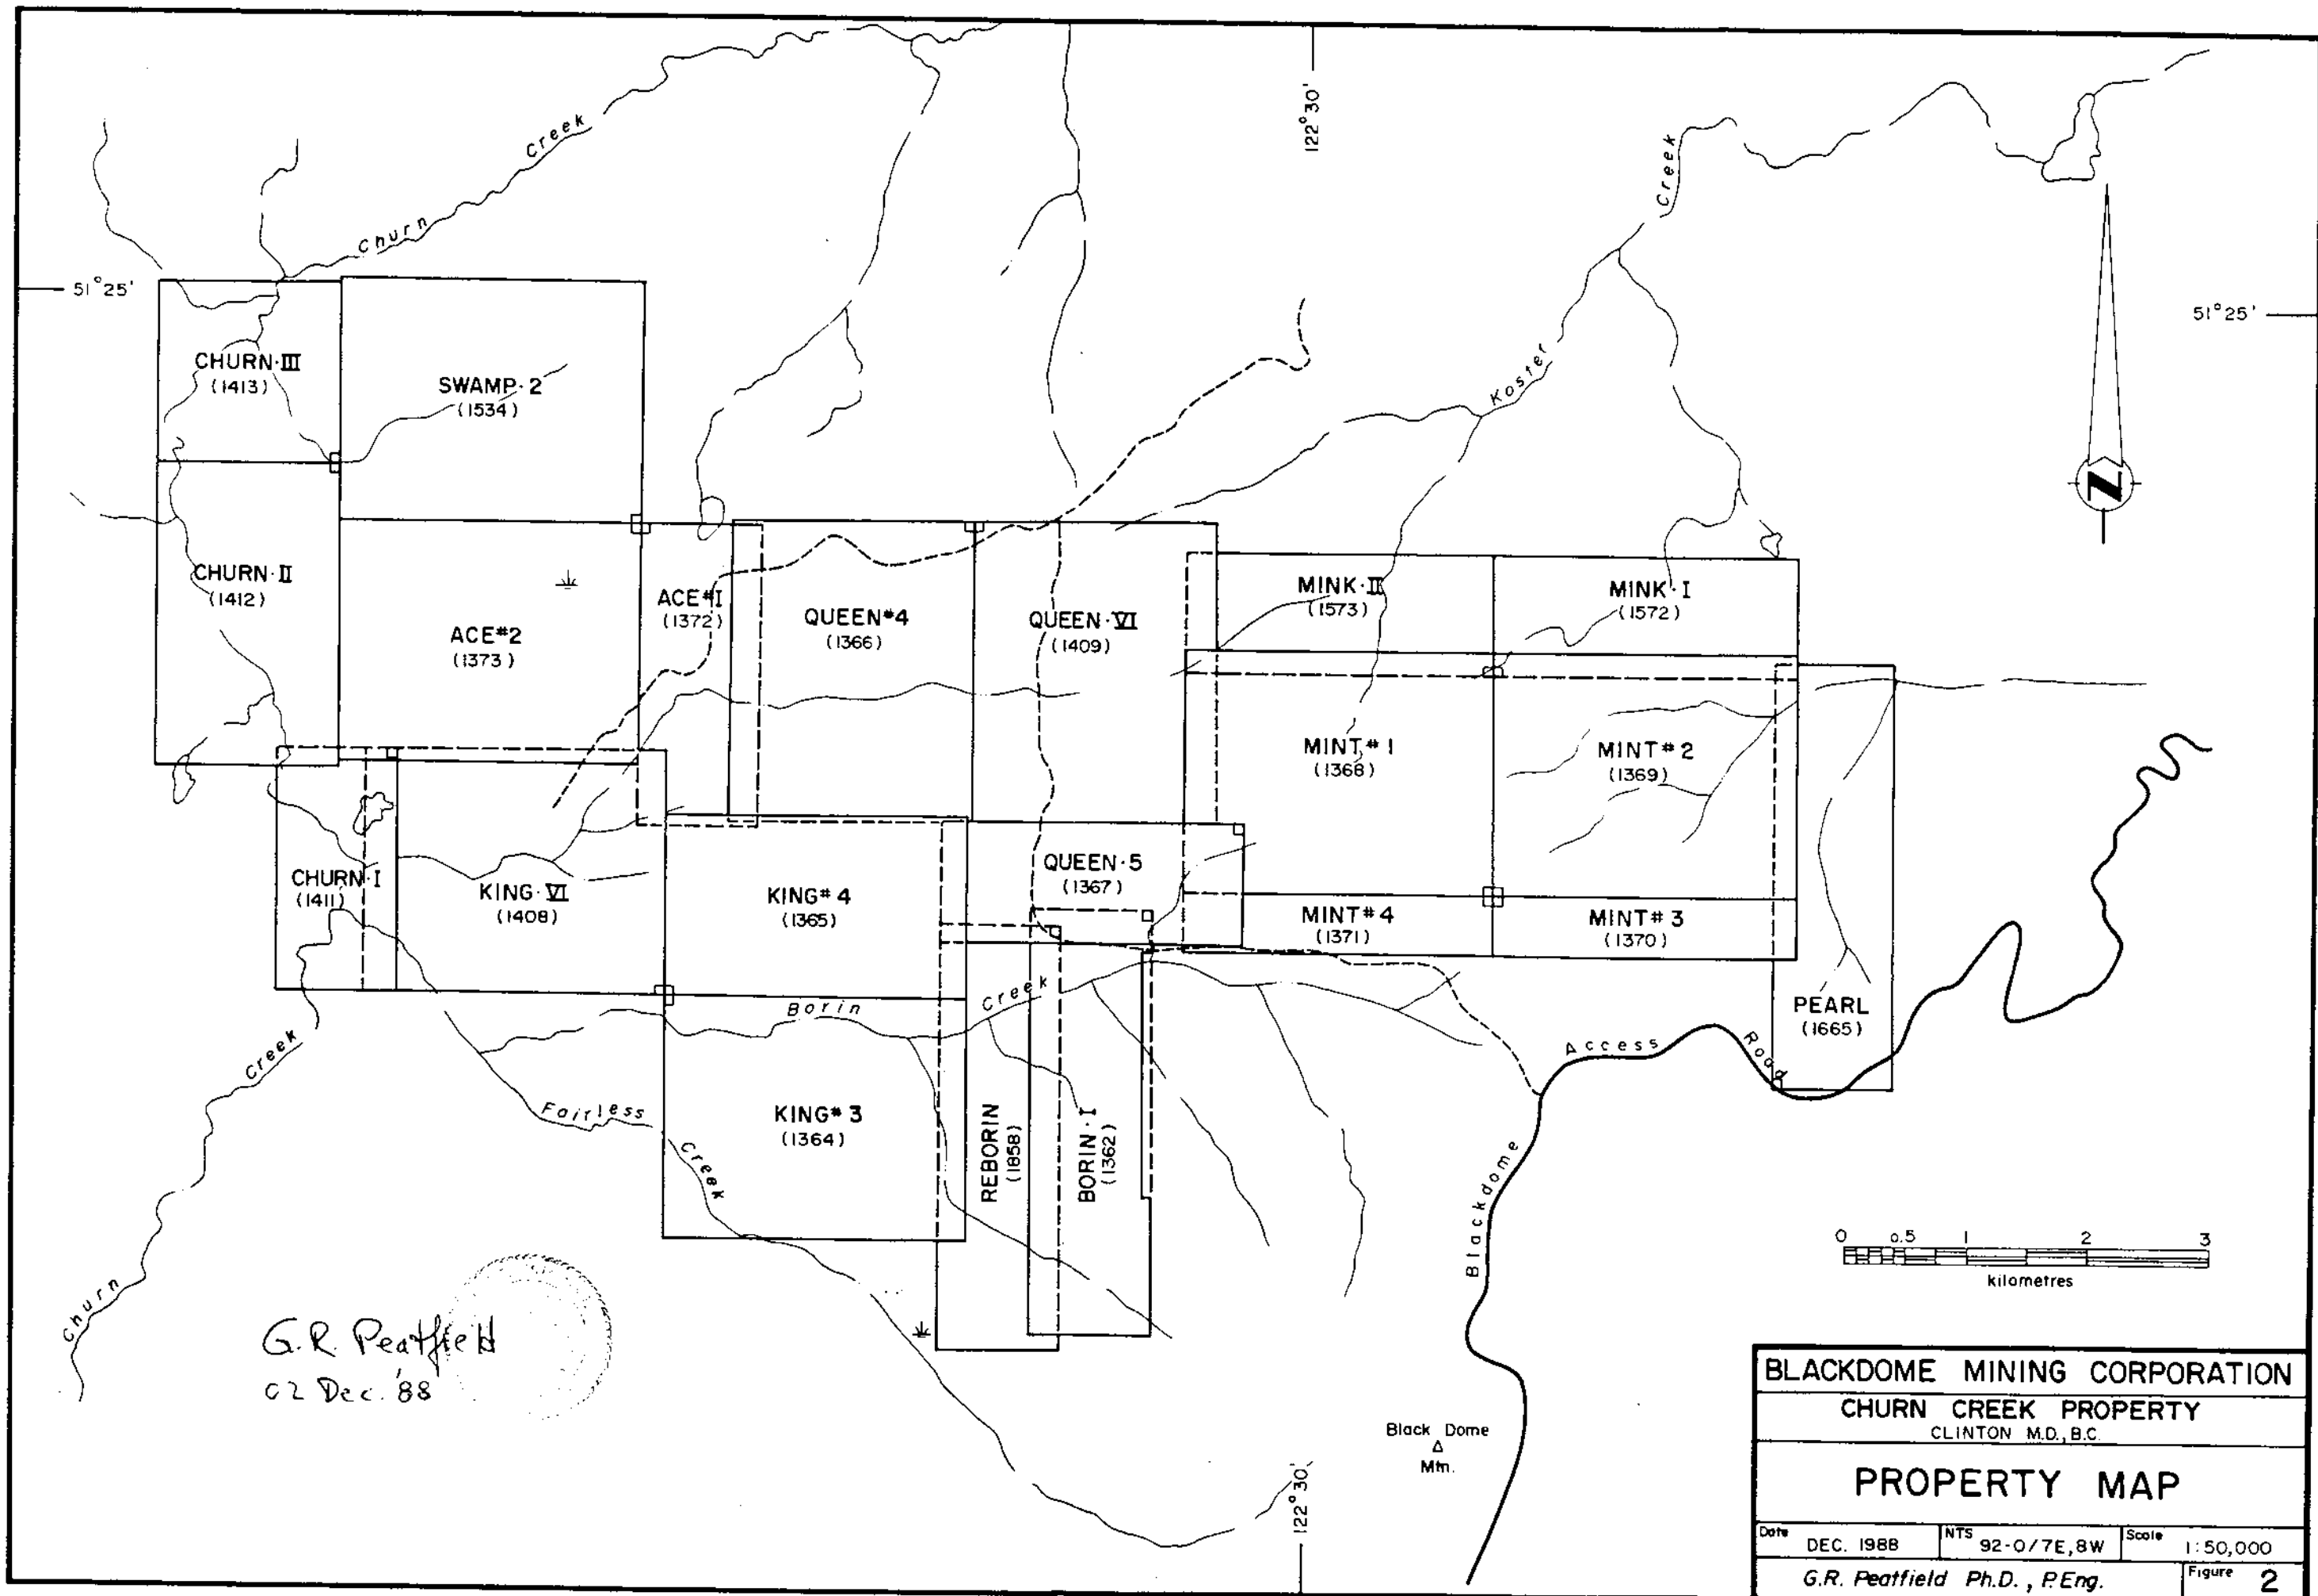 122°30'
Churn Creek
Koster Creek
51°25'
51°25'
CHURN·III
(1413)
SWAMP·2
(1534)
CHURN·II
(1412)
ACE#2
(1373)
ACE#1
(1372)
QUEEN#4
(1366)
QUEEN·VI
(1409)
MINK·II
(1573)
MINK·I
(1572)
MINT#1
(1368)
MINT#2
(1369)
CHURN·I
(1411)
KING·VI
(1408)
KING#4
(1365)
QUEEN·5
(1367)
MINT#4
(1371)
MINT#3
(1370)
PEARL
(1665)
Borin Creek
Churn Creek
Fairless Creek
KING#3
(1364)
REBORIN
(1858)
BORIN·I
(1362)
Blackdome Access Road
0 0.5 1 2 3
kilometres
N
G.R. Peatfield
02 Dec. '88
Black Dome
Mtn.
122°30'
BLACKDOME MINING CORPORATION
CHURN CREEK PROPERTY
CLINTON M.D., B.C.
PROPERTY MAP
Date DEC. 1988 NTS 92-O/7E,8W Scale 1:50,000
G.R. Peatfield Ph.D., P.Eng. Figure 2